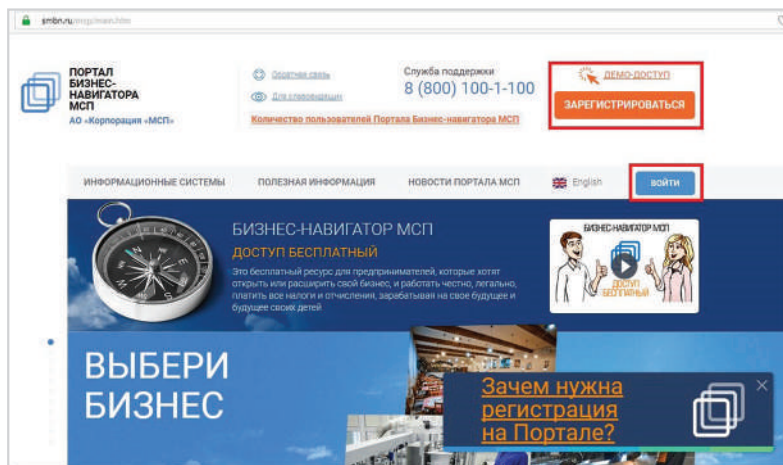 smbn.ru/msp/main.htm
ПОРТАЛ
БИЗНЕС-
НАВИГАТОРА
МСП
АО «Корпорация «МСП»
Обратная связь
Для слабовидящих
Количество пользователей Портала Бизнес-навигатора МСП
Служба поддержки
8 (800) 100-1-100
ДЕМО-ДОСТУП
ЗАРЕГИСТРИРОВАТЬСЯ
ИНФОРМАЦИОННЫЕ СИСТЕМЫ ПОЛЕЗНАЯ ИНФОРМАЦИЯ НОВОСТИ ПОРТАЛА МСП English ВОЙТИ
БИЗНЕС-НАВИГАТОР МСП
ДОСТУП БЕСПЛАТНЫЙ
Это бесплатный ресурс для предпринимателей, которые хотят
открыть или расширить свой бизнес, и работать честно, легально,
платить все налоги и отчисления, зарабатывая на свое будущее и
будущее своих детей
БИЗНЕС-НАВИГАТОР МСП
ДОСТУП
БЕСПЛАТНЫЙ
ВЫБЕРИ
БИЗНЕС
Зачем нужна
регистрация
на Портале?